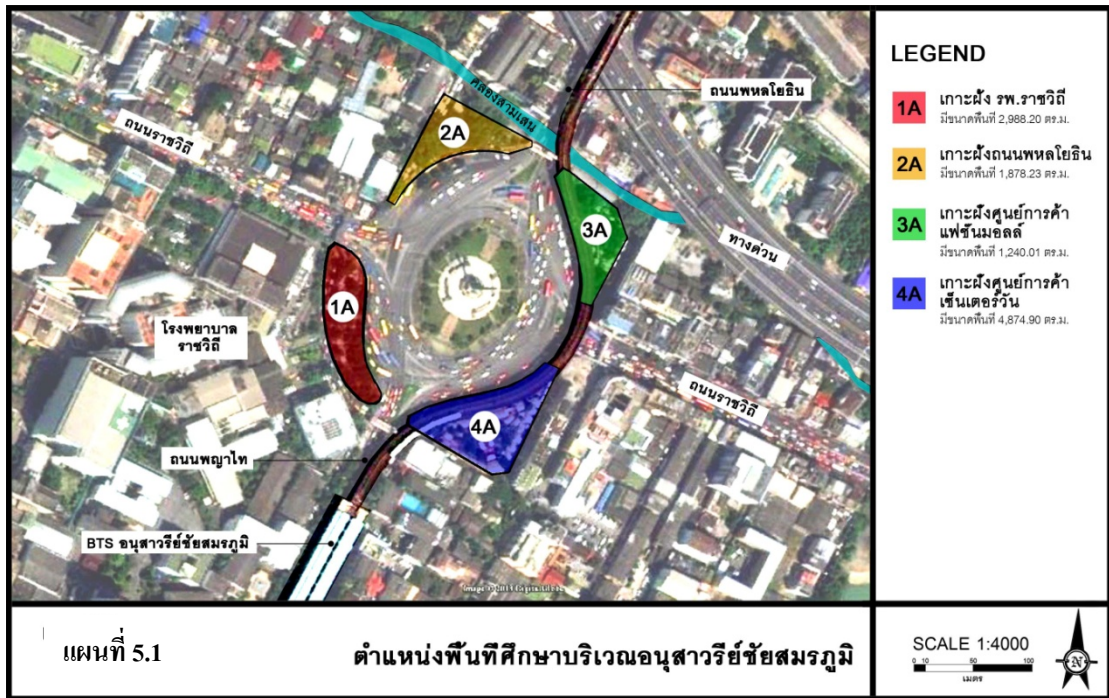 ถนนพหลโยธิน
คลองสามเสน
ถนนราชวิถี
2A
3A
ทางด่วน
1A
โรงพยาบาล
ราชวิถี
ถนนราชวิถี
4A
ถนนพญาไท
BTS อนุสาวรีย์ชัยสมรภูมิ
LEGEND
1A
เกาะฝั่ง รพ.ราชวิถี
มีขนาดพื้นที่ 2,988.20 ตร.ม.
2A
เกาะฝั่งถนนพหลโยธิน
มีขนาดพื้นที่ 1,878.23 ตร.ม.
3A
เกาะฝั่งศูนย์การค้า
แฟชั่นมอลล์
มีขนาดพื้นที่ 1,240.01 ตร.ม.
4A
เกาะฝั่งศูนย์การค้า
เซ็นเตอร์วัน
มีขนาดพื้นที่ 4,874.90 ตร.ม.
แผนที่ 5.1
ตำแหน่งพื้นที่ศึกษาบริเวณอนุสาวรีย์ชัยสมรภูมิ
SCALE 1:4000
0 10 50 100
เมตร
N